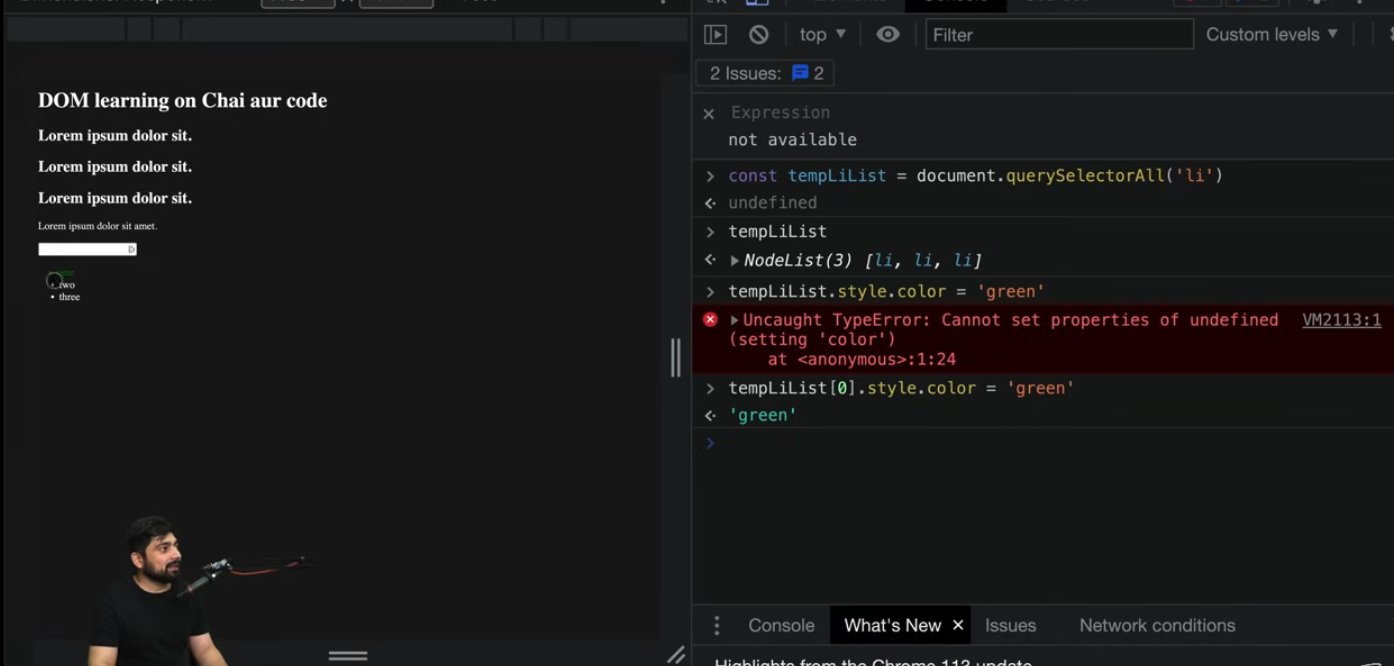 DOM learning on Chai aur code
Lorem ipsum dolor sit.
Lorem ipsum dolor sit.
Lorem ipsum dolor sit.
Lorem ipsum dolor sit amet.
two
three
top ▼
Filter
Custom levels ▼
2 Issues: 2
× Expression
not available
> const tempLiList = document.querySelectorAll('li')
undefined
> tempLiList
▶ NodeList(3) [li, li, li]
> tempLiList.style.color = 'green'
▶ Uncaught TypeError: Cannot set properties of undefined VM2113:1
(setting 'color')
at <anonymous>:1:24
> tempLiList[0].style.color = 'green'
'green'
>
Console What's New × Issues Network conditions
Highlights from the Chrome 113 update